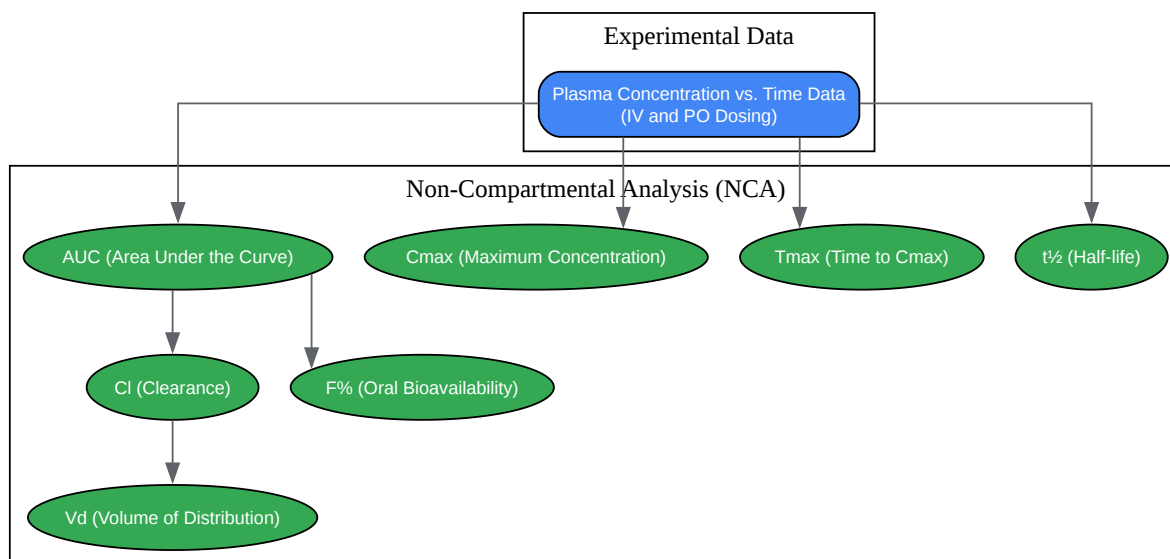 Experimental Data
Plasma Concentration vs. Time Data
(IV and PO Dosing)
Non-Compartmental Analysis (NCA)
AUC (Area Under the Curve)
Cmax (Maximum Concentration)
Tmax (Time to Cmax)
t½ (Half-life)
Cl (Clearance)
F% (Oral Bioavailability)
Vd (Volume of Distribution)